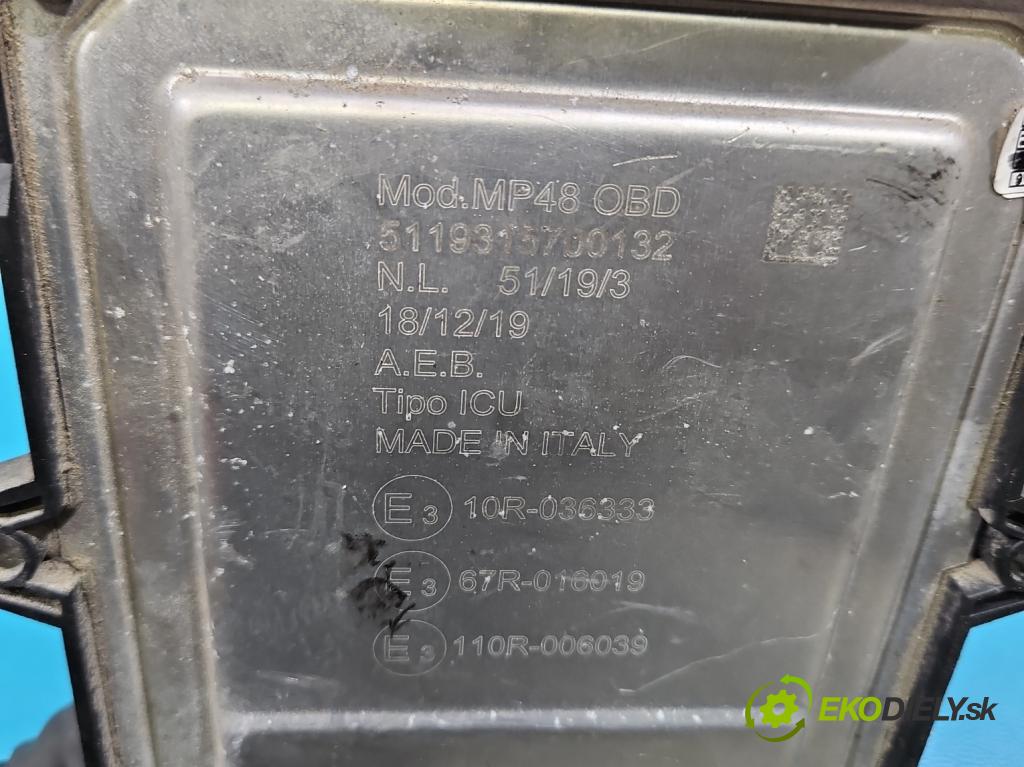 Mod.MP48 OBD
N.L. 51/19/3
18/12/19
A.E.B.
Tipo ICU
MADE IN ITALY
E3 10R-036333
E3 67R-016019
E3 110R-006039
EKODIELY.sk